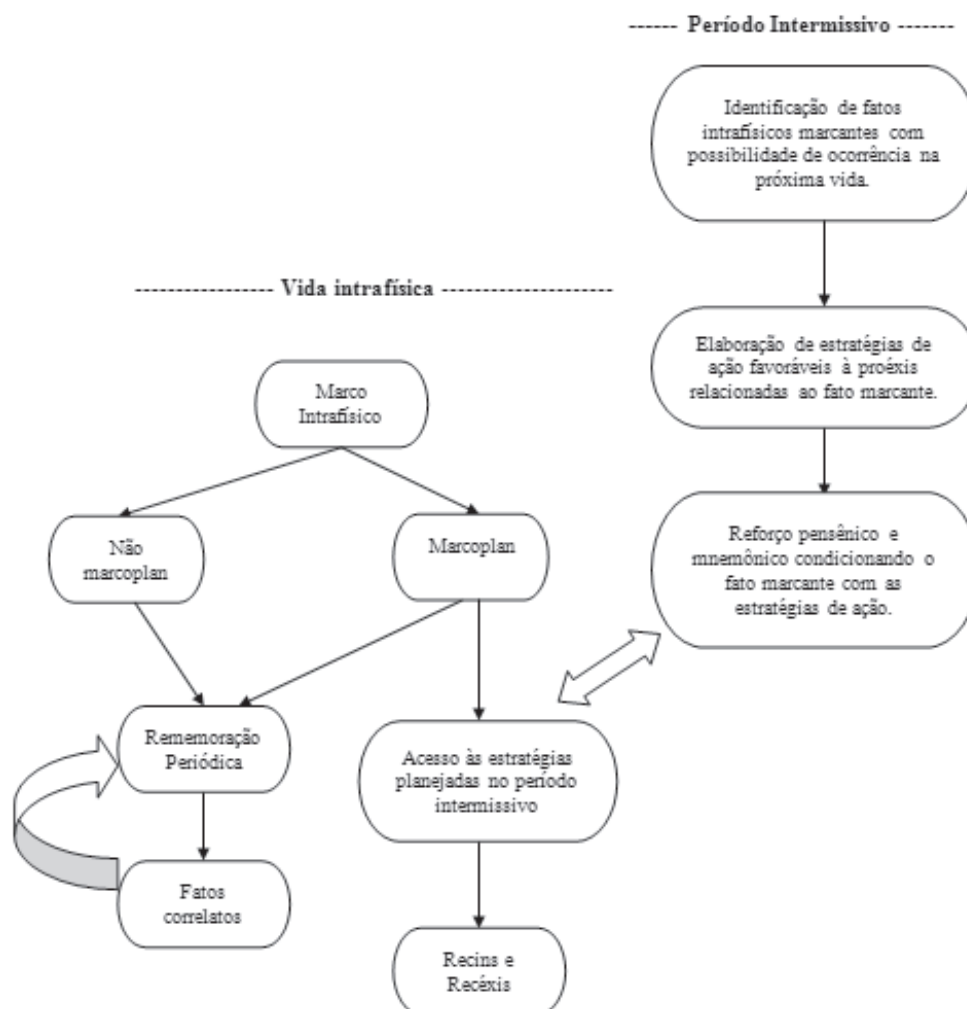 ------ Período Intermissivo -------
Identificação de fatos
intrafísicos marcantes com
possibilidade de ocorrência na
próxima vida.
----------------- Vida intrafísica ---------------------
Elaboração de estratégias de
ação favoráveis à proéxis
relacionadas ao fato marcante.
Marco
Intrafísico
Não
marcoplan
Marcoplan
Reforço pensênico e
mnemônico condicionando o
fato marcante com as
estratégias de ação.
Rememoração
Periódica
Acesso às estratégias
planejadas no período
intermissivo
Fatos
correlatos
Recins e
Recéxis